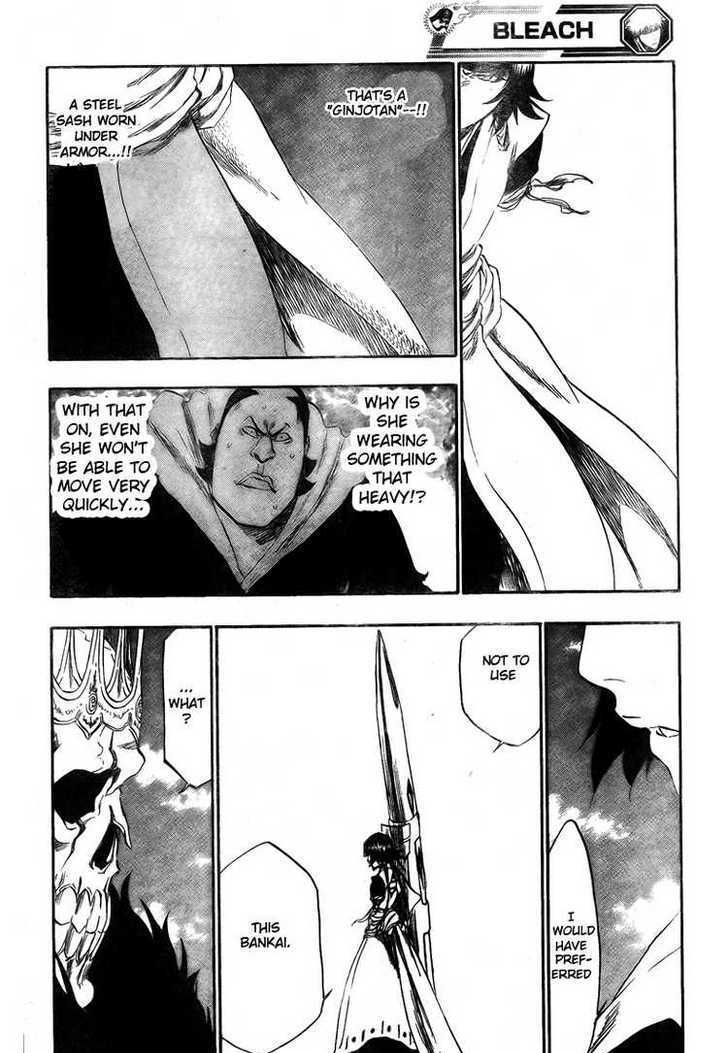 BLEACH
THAT'S A
"GINJOTAN"--!!
A STEEL
SASH WORN
UNDER
ARMOR...!!
WHY IS
SHE
WEARING
SOMETHING
THAT
HEAVY!?
WITH THAT
ON, EVEN
SHE WON'T
BE ABLE TO
MOVE VERY
QUICKLY...
I
WOULD
HAVE
PREF-
ERRED
NOT TO
USE
THIS
BANKAI.
...
WHAT
?